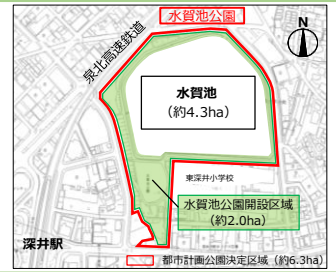 水賀池公園
N
泉北高速鉄道
水賀池
（約4.3ha）
東深井小学校
水賀池公園開設区域
（約2.0ha）
深井駅
都市計画公園決定区域（約6.3ha）